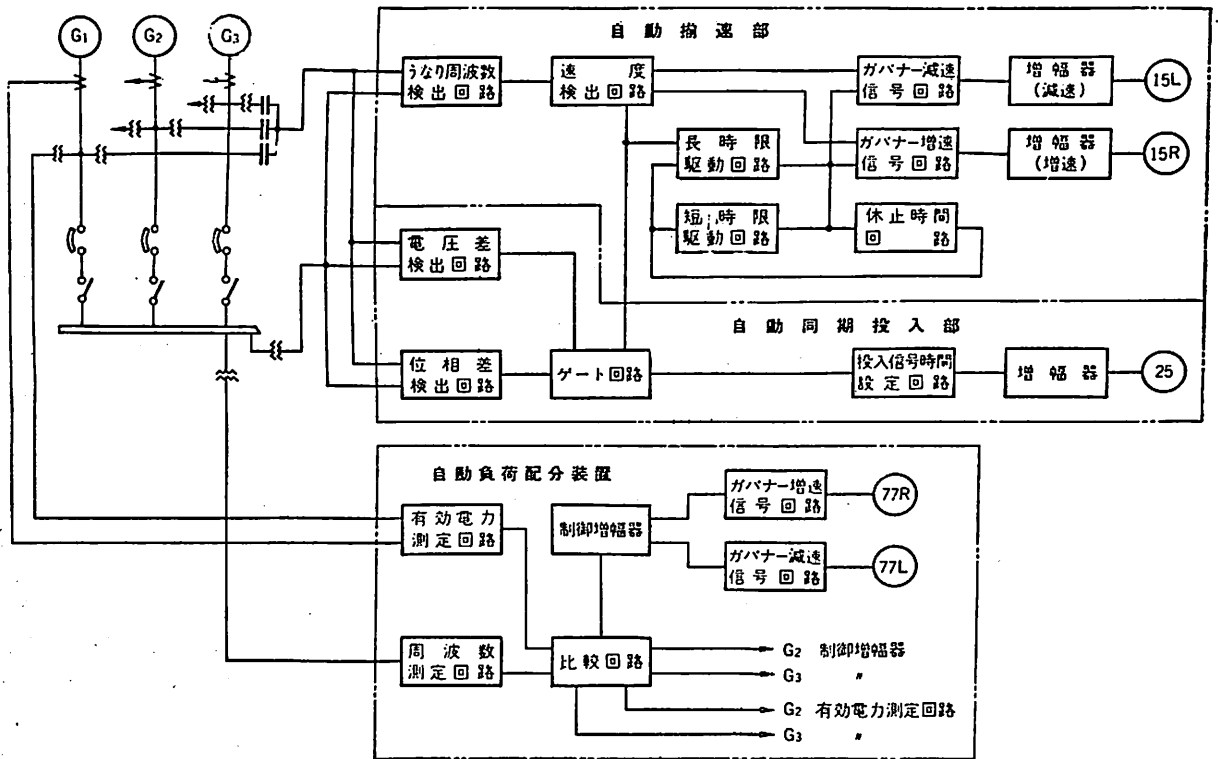 G1
G2
G3
自動揃速部
うなり周波数
検出回路
速度
検出回路
ガバナー減速
信号回路
増幅器
(減速)
15L
長時限
駆動回路
ガバナー増速
信号回路
増幅器
(増速)
15R
短時限
駆動回路
休止時間
回路
電圧差
検出回路
自動同期投入部
位相差
検出回路
ゲート回路
投入信号時間
設定回路
増幅器
25
自動負荷配分装置
有効電力
測定回路
制御増幅器
ガバナー増速
信号回路
77R
ガバナー減速
信号回路
77L
周波数
測定回路
比較回路
G2 制御増幅器
G3 〃
G2 有効電力測定回路
G3 〃